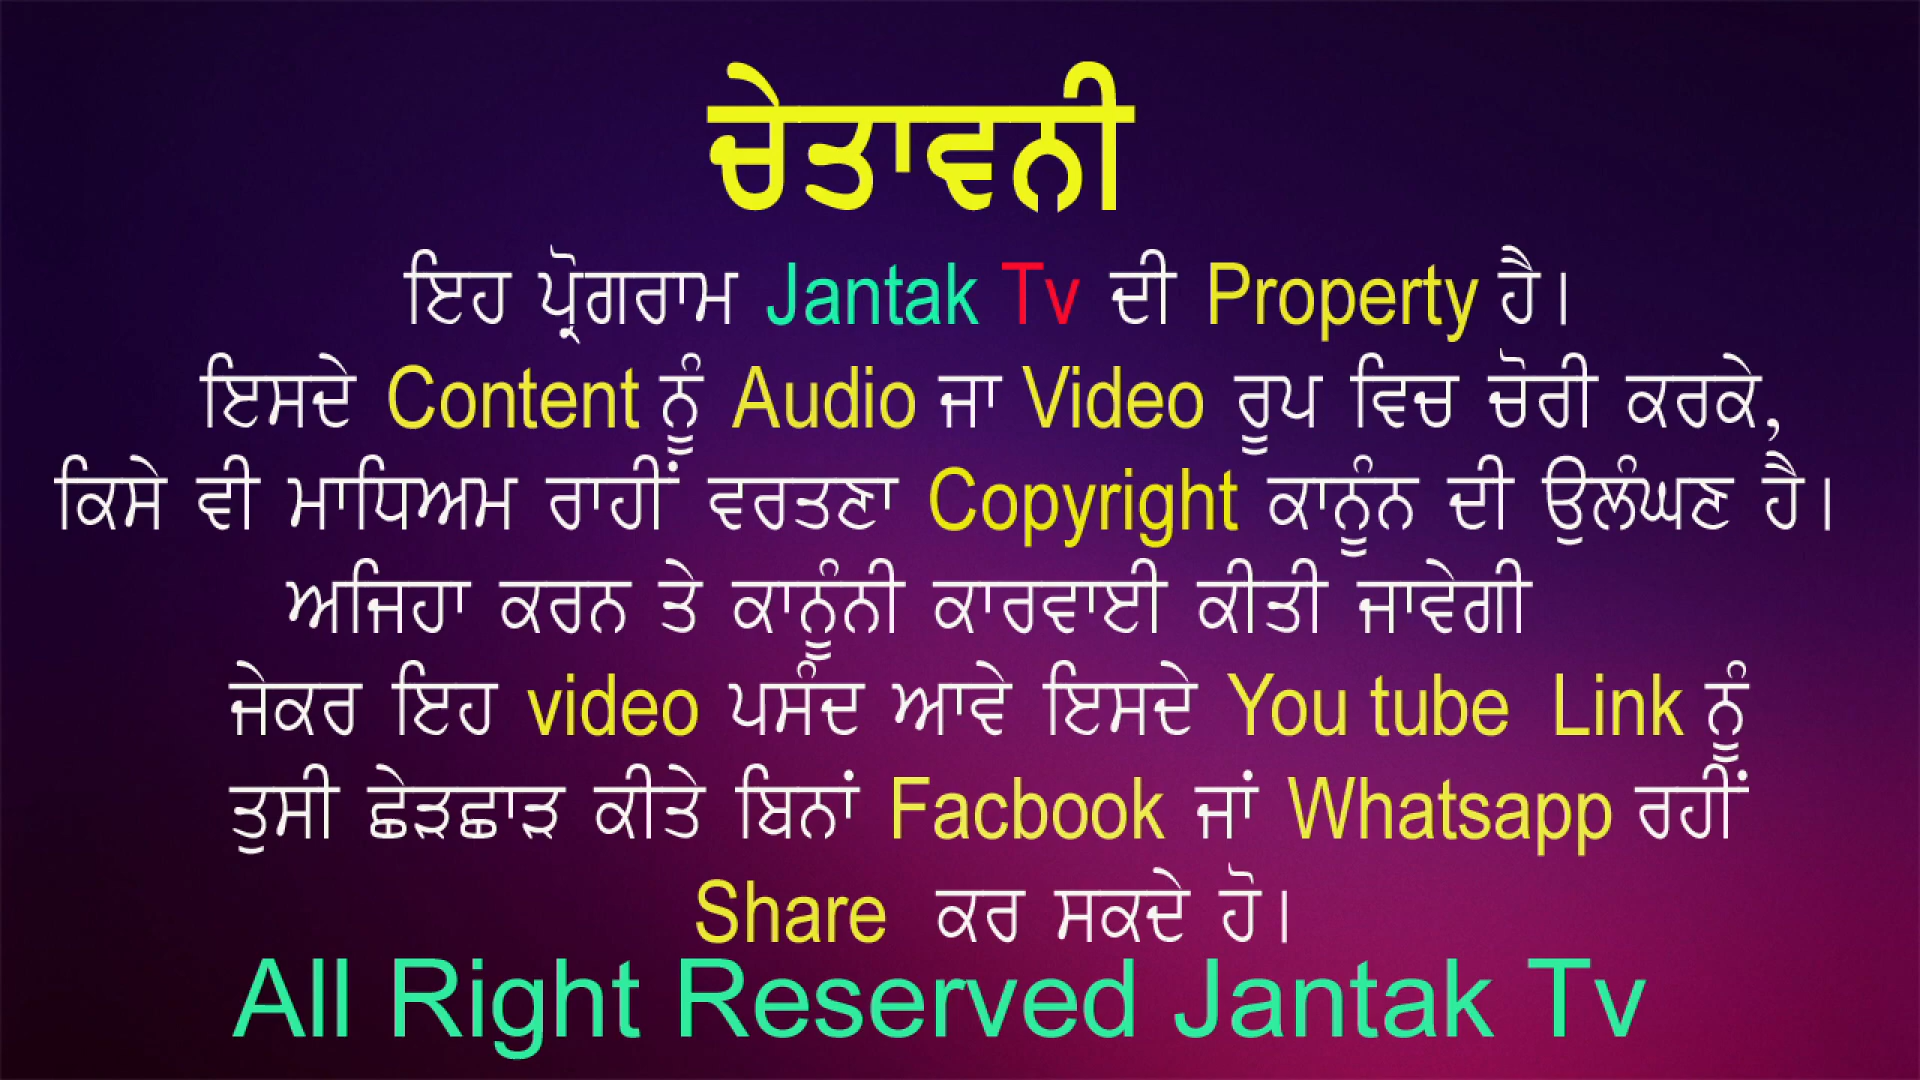 ਚੇਤਾਵਨੀ
ਇਹ ਪ੍ਰੋਗਰਾਮ Jantak Tv ਦੀ Property ਹੈ।
ਇਸਦੇ Content ਨੂੰ Audio ਜਾ Video ਰੂਪ ਵਿਚ ਚੋਰੀ ਕਰਕੇ,
ਕਿਸੇ ਵੀ ਮਾਧਿਅਮ ਰਾਹੀਂ ਵਰਤਣਾ Copyright ਕਾਨੂੰਨ ਦੀ ਉਲੰਘਣ ਹੈ।
ਅਜਿਹਾ ਕਰਨ ਤੇ ਕਾਨੂੰਨੀ ਕਾਰਵਾਈ ਕੀਤੀ ਜਾਵੇਗੀ
ਜੇਕਰ ਇਹ video ਪਸੰਦ ਆਵੇ ਇਸਦੇ You tube Link ਨੂੰ
ਤੁਸੀ ਛੇੜਛਾੜ ਕੀਤੇ ਬਿਨਾਂ Facbook ਜਾਂ Whatsapp ਰਹੀਂ
Share ਕਰ ਸਕਦੇ ਹੋ।
All Right Reserved Jantak Tv